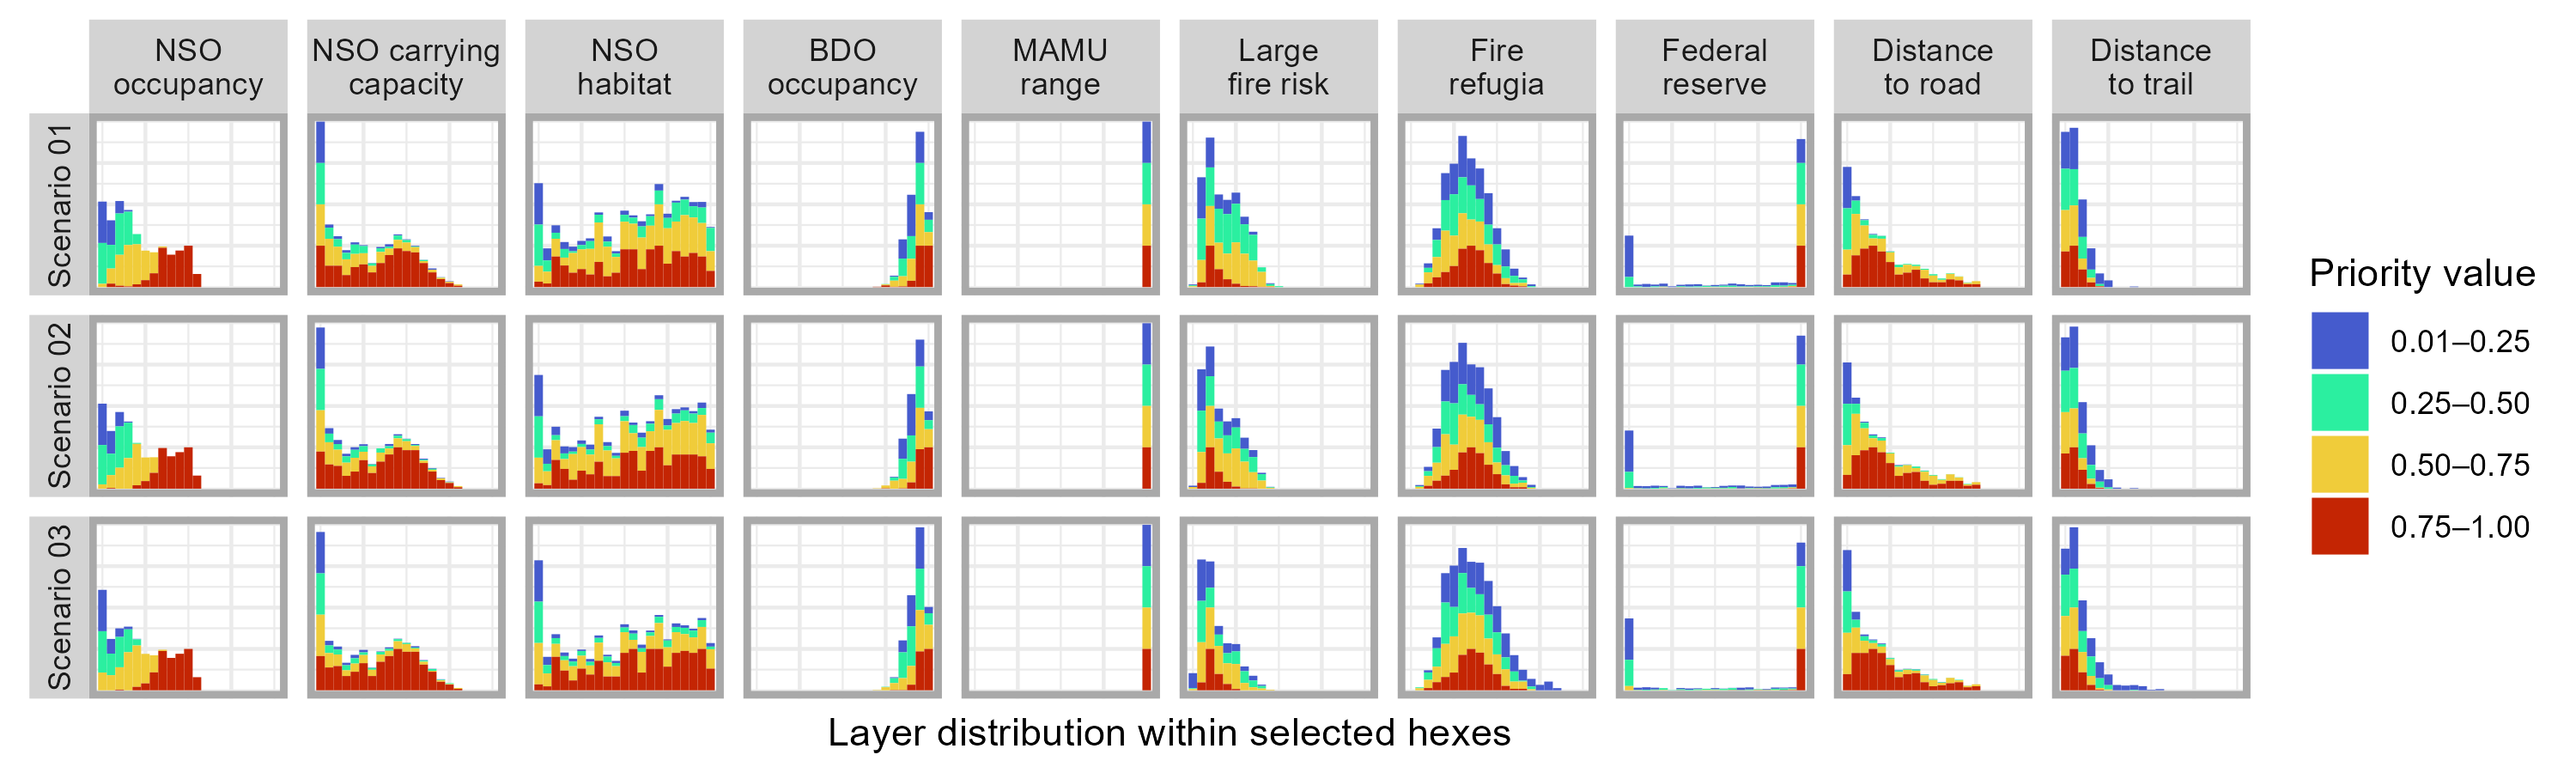 NSO
occupancy
NSO carrying
capacity
NSO
habitat
BDO
occupancy
MAMU
range
Large
fire risk
Fire
refugia
Federal
reserve
Distance
to road
Distance
to trail
Scenario 01
Scenario 02
Scenario 03
Layer distribution within selected hexes
Priority value
0.01–0.25
0.25–0.50
0.50–0.75
0.75–1.00